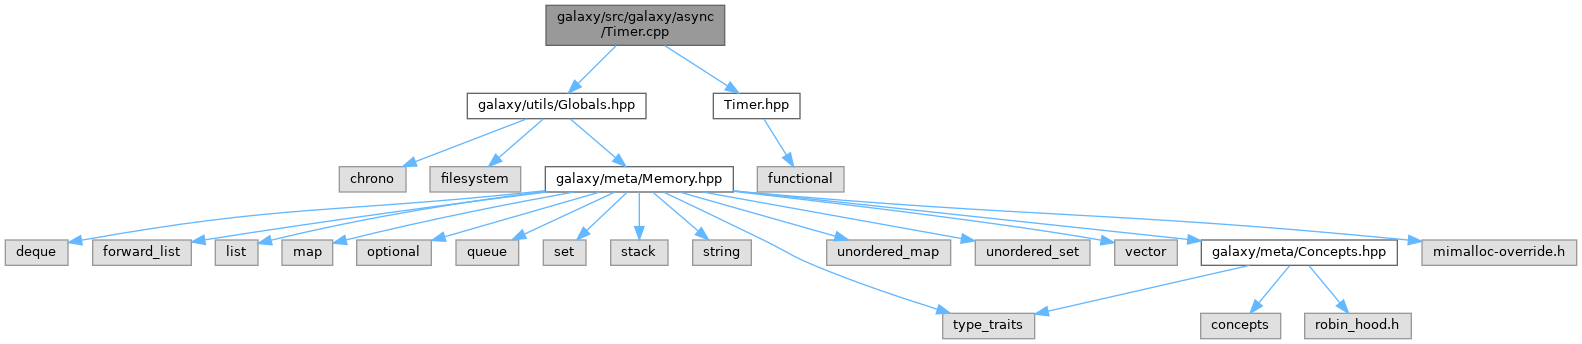 galaxy/src/galaxy/async
/Timer.cpp
galaxy/utils/Globals.hpp
Timer.hpp
chrono
filesystem
galaxy/meta/Memory.hpp
functional
deque
forward_list
list
map
optional
queue
set
stack
string
unordered_map
unordered_set
vector
galaxy/meta/Concepts.hpp
mimalloc-override.h
type_traits
concepts
robin_hood.h